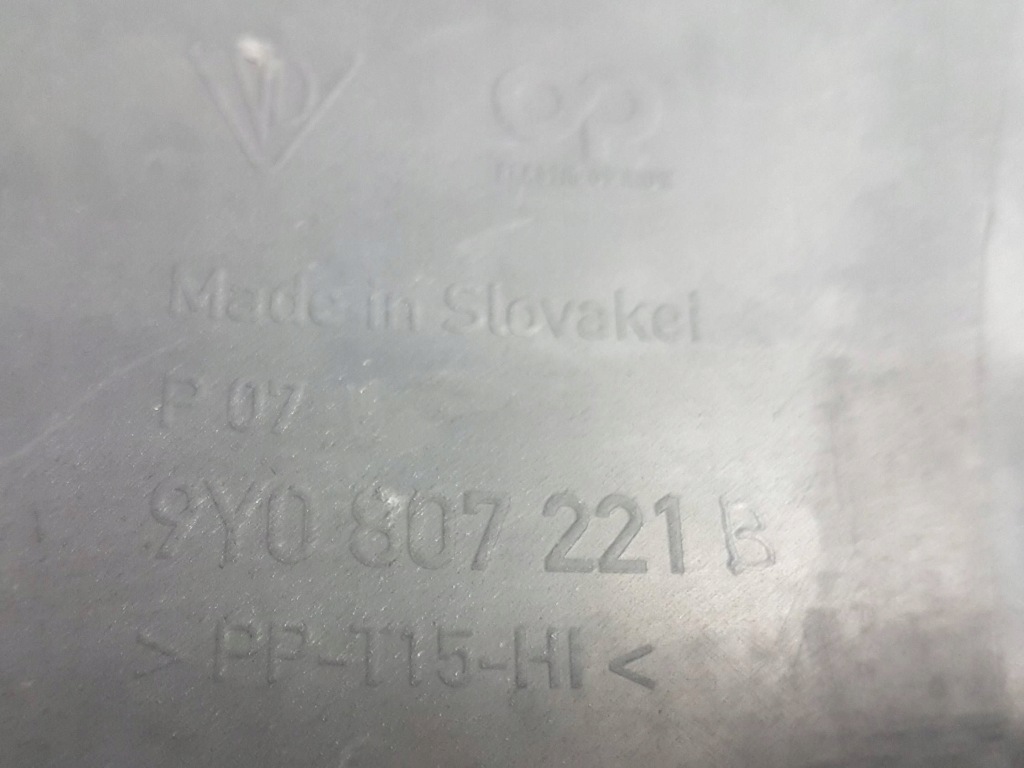 Made in Slovakei
P 07
9Y0 807 221 B
> PP-T15-HI <